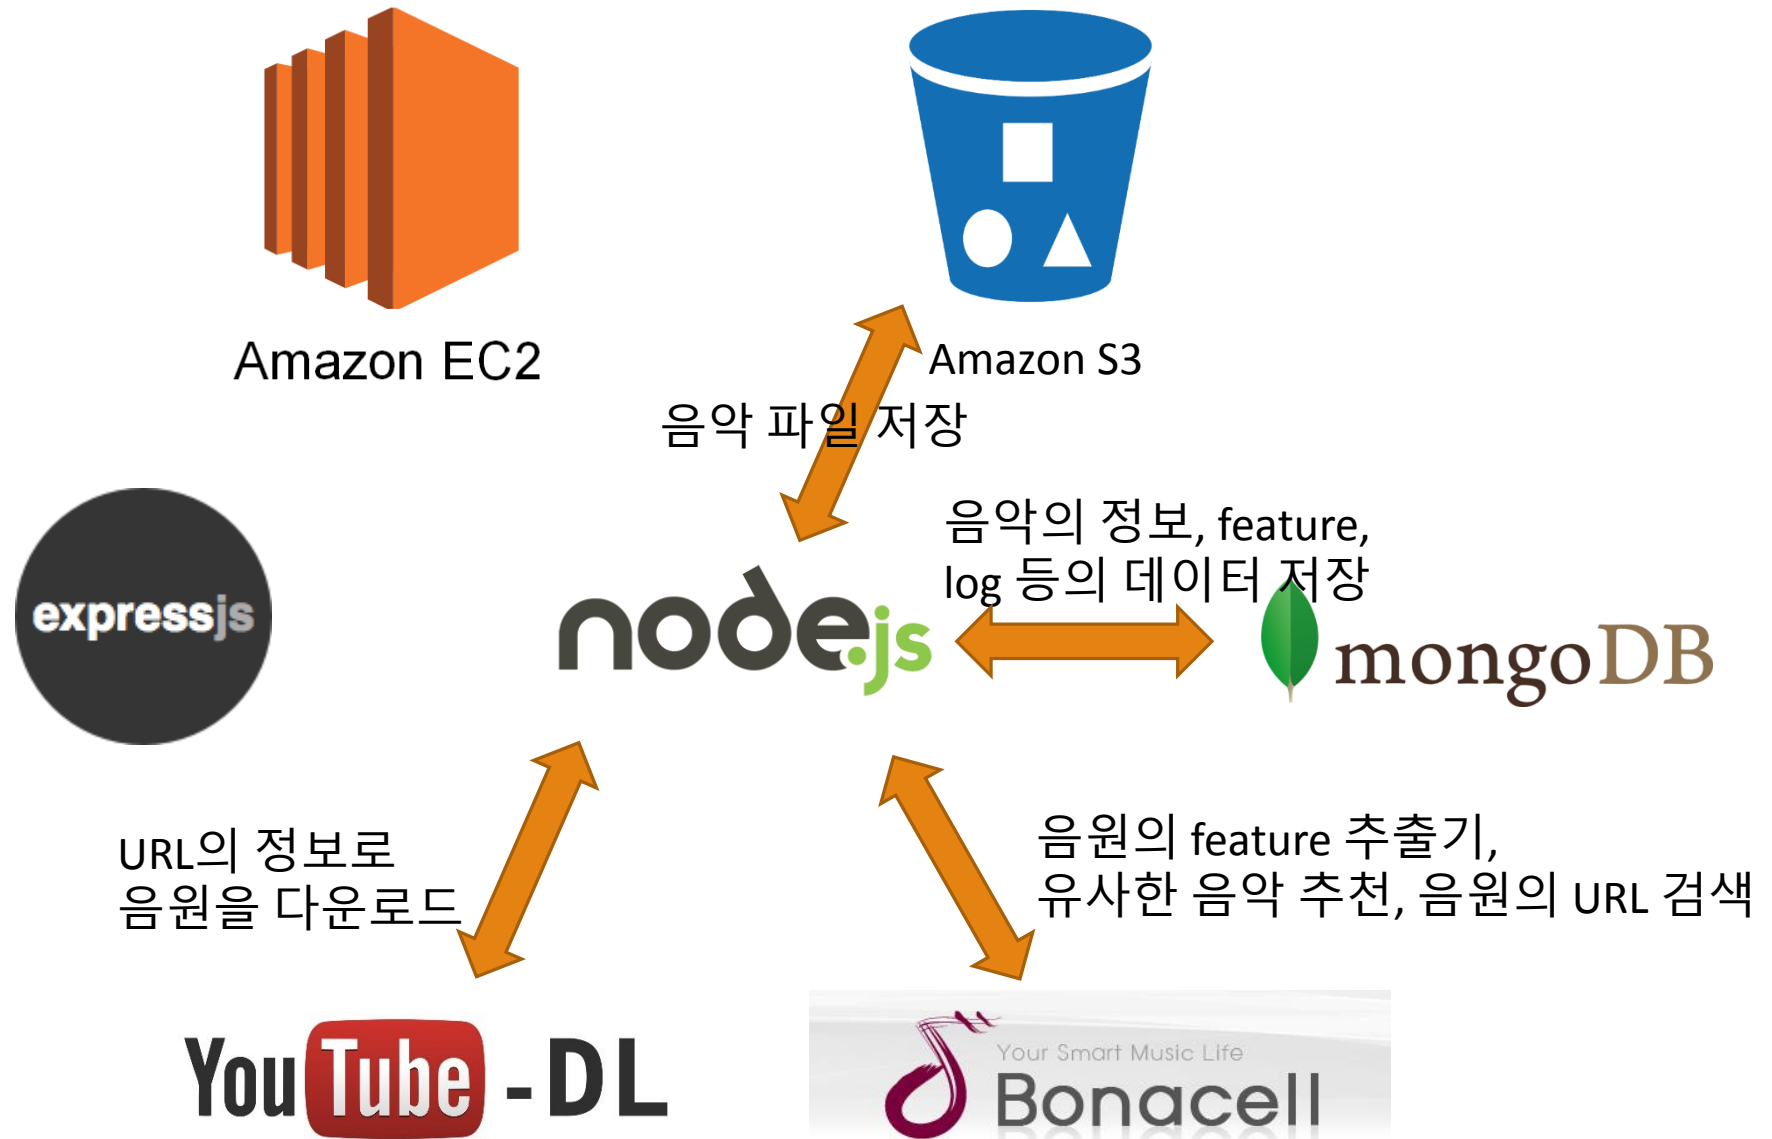 Amazon EC2
Amazon S3
음악 파일 저장
음악의 정보, feature,
log 등의 데이터 저장
expressjs
node.js
mongoDB
URL의 정보로
음원을 다운로드
음원의 feature 추출기,
유사한 음악 추천, 음원의 URL 검색
YouTube -DL
Your Smart Music Life
Bonacell